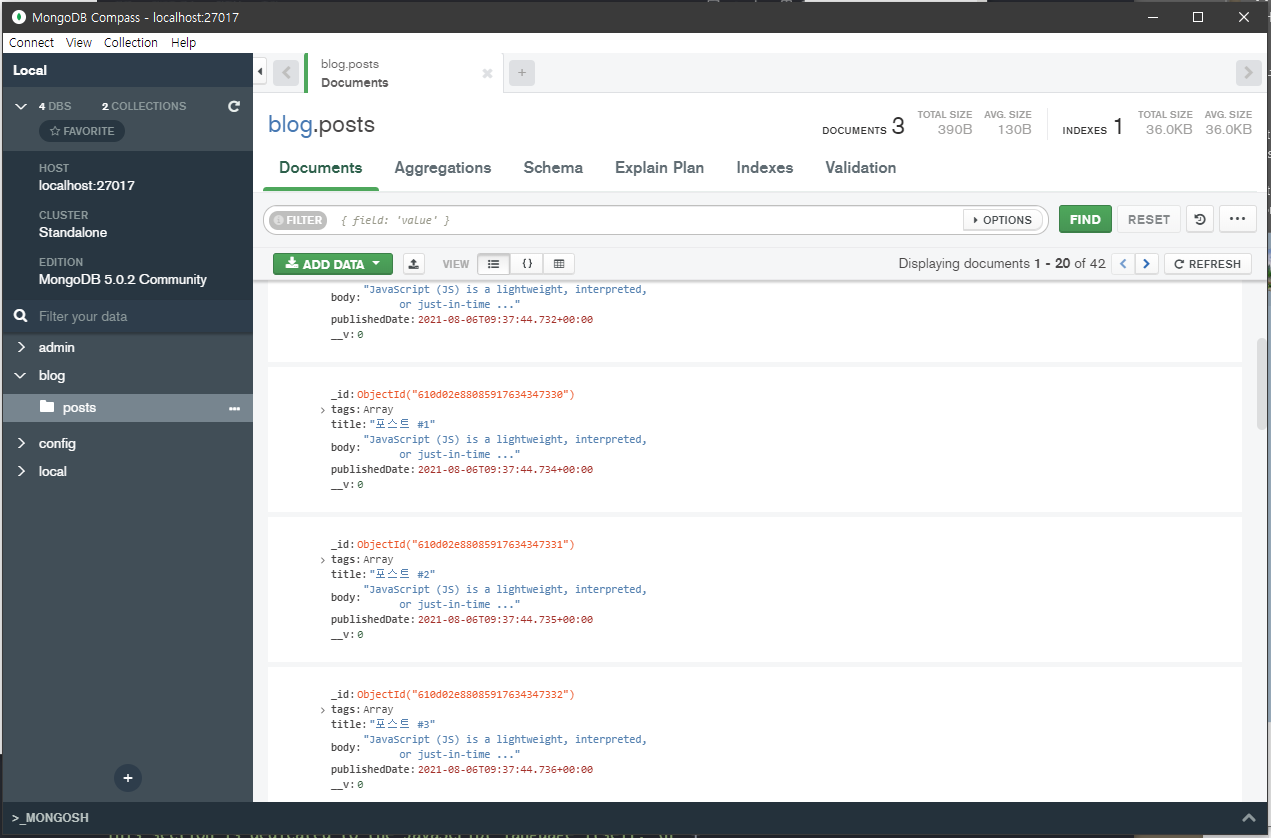 MongoDB Compass - localhost:27017
Connect View Collection Help
Local
4 DBS 2 COLLECTIONS
FAVORITE
HOST
localhost:27017
CLUSTER
Standalone
EDITION
MongoDB 5.0.2 Community
Filter your data
admin
blog
posts
config
local
>_MONGOSH
blog.posts
Documents
blog.posts
DOCUMENTS 3
TOTAL SIZE
390B
AVG. SIZE
130B
INDEXES 1
TOTAL SIZE
36.0KB
AVG. SIZE
36.0KB
Documents Aggregations Schema Explain Plan Indexes Validation
FILTER { field: 'value' } OPTIONS FIND RESET
ADD DATA VIEW {} Displaying documents 1 - 20 of 42 < > REFRESH
body: "JavaScript (JS) is a lightweight, interpreted,
or just-in-time ..."
publishedDate: 2021-08-06T09:37:44.732+00:00
__v: 0
_id: ObjectId("610d02e88085917634347330")
tags: Array
title: "포스트 #1"
body: "JavaScript (JS) is a lightweight, interpreted,
or just-in-time ..."
publishedDate: 2021-08-06T09:37:44.734+00:00
__v: 0
_id: ObjectId("610d02e88085917634347331")
tags: Array
title: "포스트 #2"
body: "JavaScript (JS) is a lightweight, interpreted,
or just-in-time ..."
publishedDate: 2021-08-06T09:37:44.735+00:00
__v: 0
_id: ObjectId("610d02e88085917634347332")
tags: Array
title: "포스트 #3"
body: "JavaScript (JS) is a lightweight, interpreted,
or just-in-time ..."
publishedDate: 2021-08-06T09:37:44.736+00:00
__v: 0